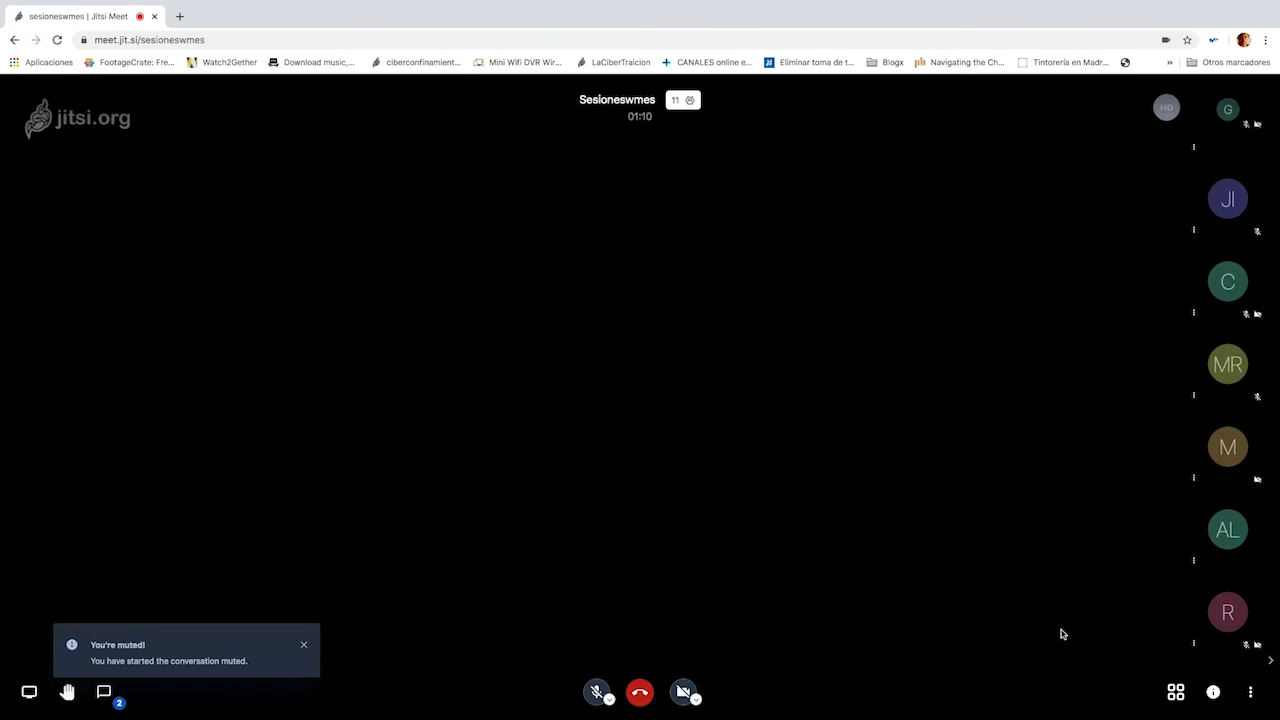 sesioneswmes | Jitsi Meet
meet.jit.si/sesioneswmes
Aplicaciones FootageCrate: Fre... Watch2Gether Download music,... ciberconfinamient... Mini Wifi DVR Wir... LaCiberTraicion CANALES online e... Eliminar toma de t... Blogx Navigating the Ch... Tintorería en Madr... » Otros marcadores
jitsi.org
Sesioneswmes 11
01:10
HD
G
JI
C
MR
M
AL
R
You're muted!
You have started the conversation muted.
2